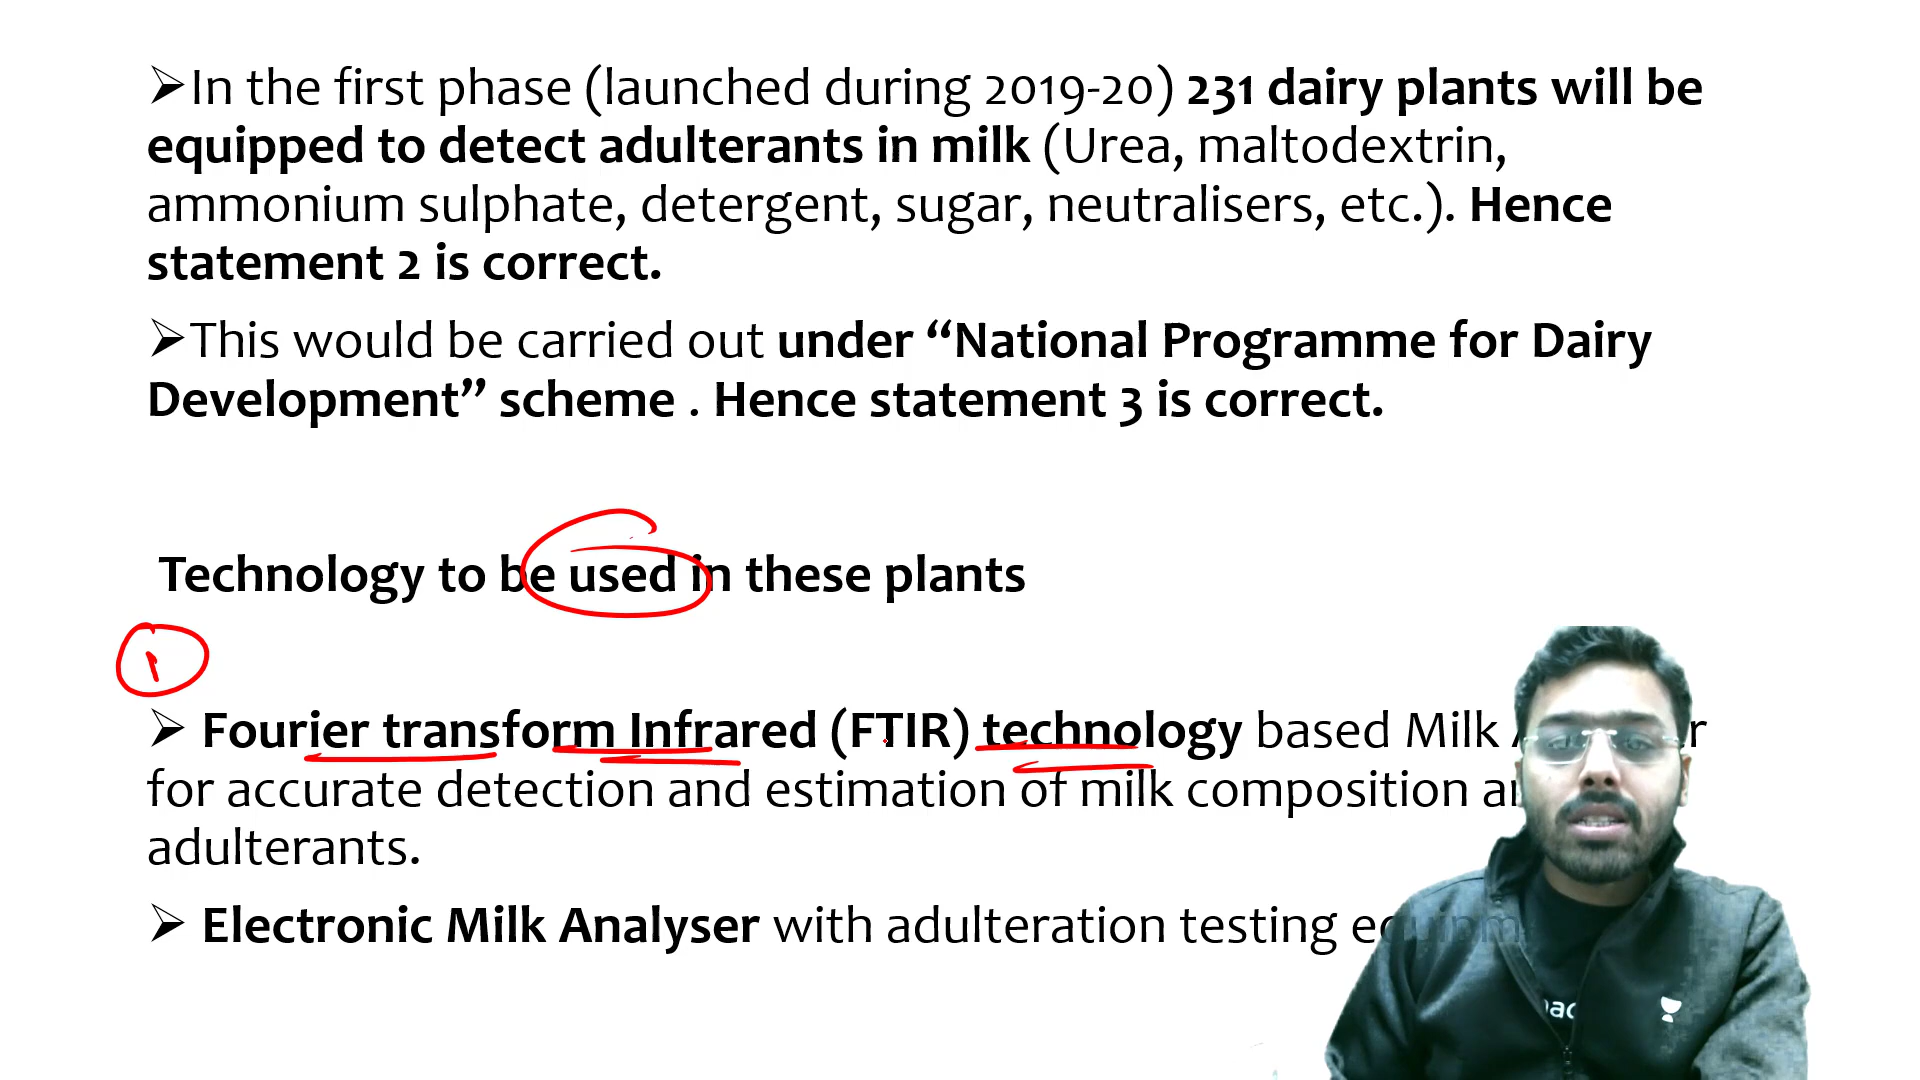 ➢In the first phase (launched during 2019-20) 231 dairy plants will be
equipped to detect adulterants in milk (Urea, maltodextrin,
ammonium sulphate, detergent, sugar, neutralisers, etc.). Hence
statement 2 is correct.
➢This would be carried out under “National Programme for Dairy
Development” scheme . Hence statement 3 is correct.
Technology to be used in these plants
1
➢ Fourier transform Infrared (FTIR) technology based Milk
for accurate detection and estimation of milk composition
adulterants.
➢ Electronic Milk Analyser with adulteration testing